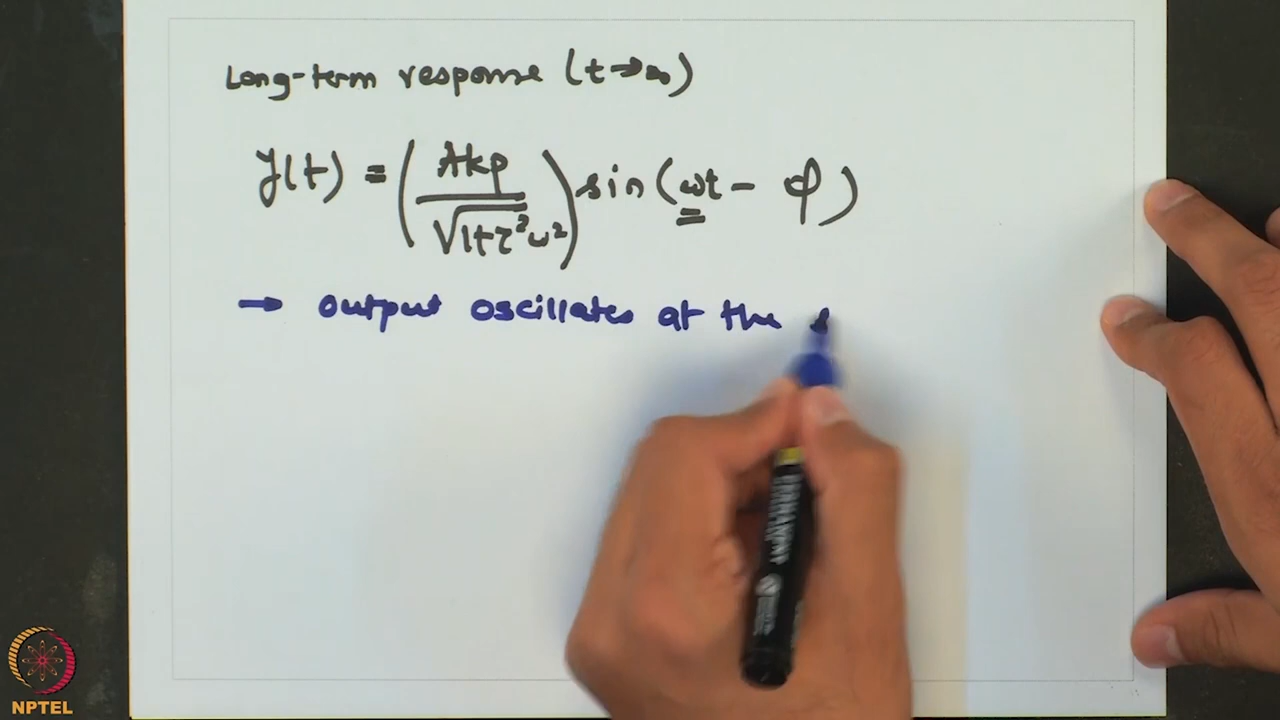 Long-term response (t→∞)
y(t) = (Akp / √1+τ²ω²) sin (ωt - φ)
→ output oscillates at the
NPTEL